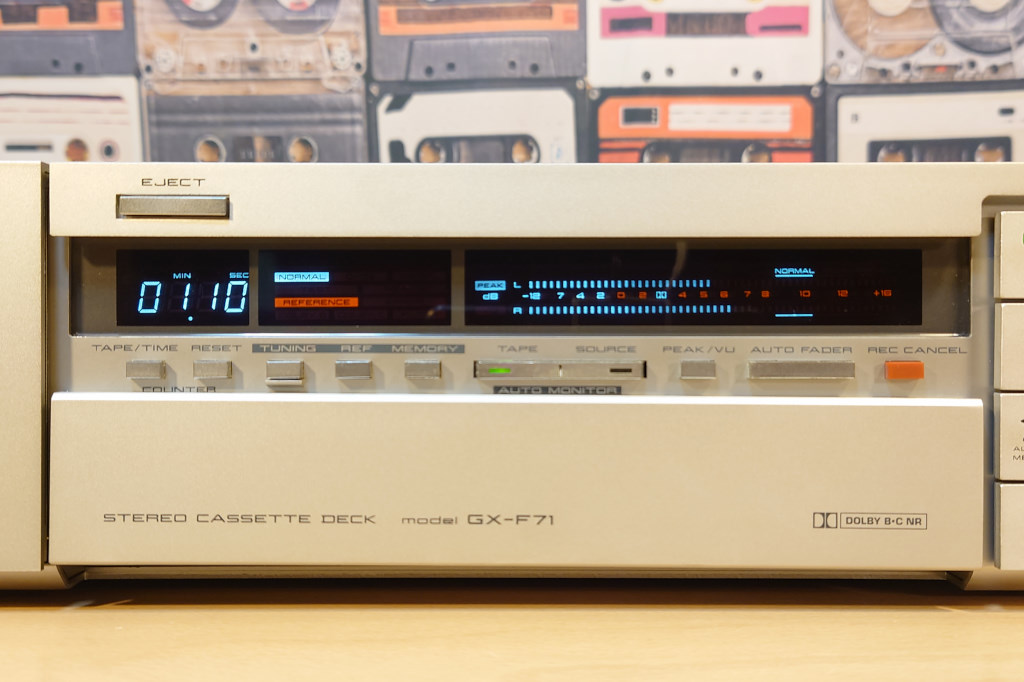 EJECT
MIN SEC
01.10
NORMAL
REFERENCE
NORMAL
PEAK L
dB -12 7 4 2 0 2 4 5 6 7 8 10 12 +16
R
TAPE/TIME RESET TUNING REF MEMORY TAPE SOURCE PEAK/VU AUTO FADER REC CANCEL
COUNTER AUTO MONITOR
STEREO CASSETTE DECK model GX-F71
DOLBY B·C NR